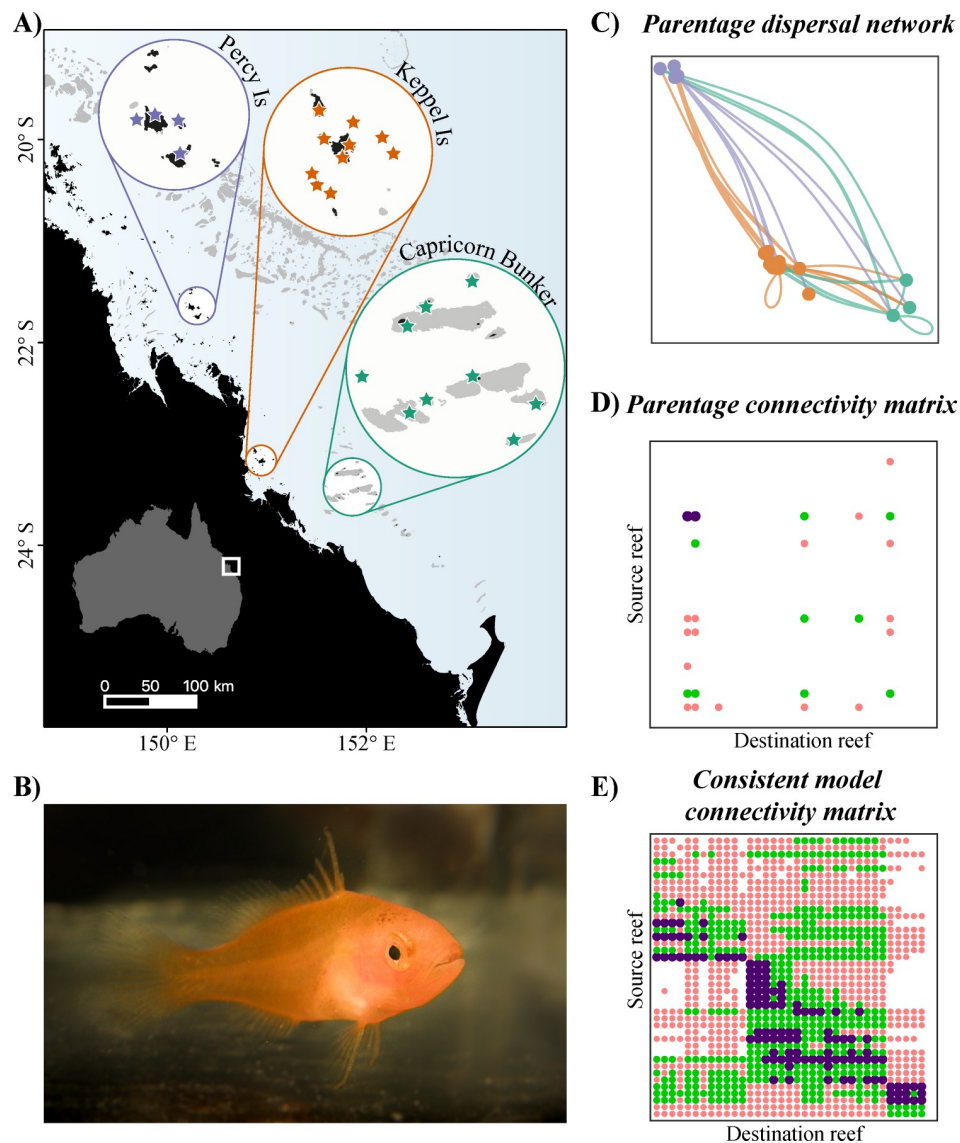 A)
Percy Is
Keppel Is
Capricorn Bunker
20° S
22° S
24° S
0 50 100 km
150° E
152° E
B)
C) Parentage dispersal network
D) Parentage connectivity matrix
Source reef
Destination reef
E) Consistent model
connectivity matrix
Source reef
Destination reef